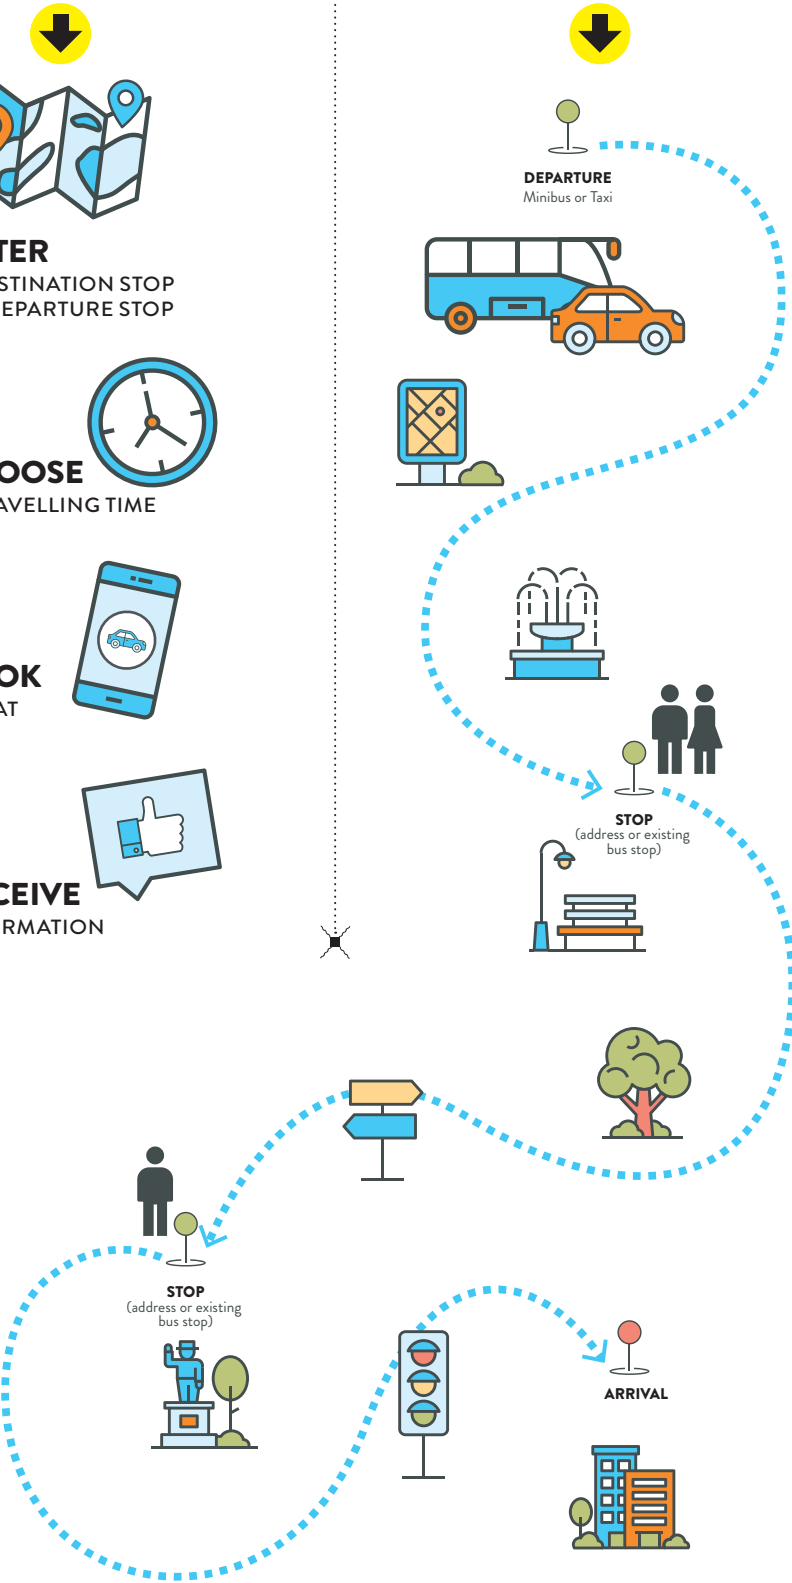 TER
STINATION STOP
EPARTURE STOP
OOSE
AVELLING TIME
OK
AT
CEIVE
RMATION
DEPARTURE
Minibus or Taxi
STOP
(address or existing
bus stop)
STOP
(address or existing
bus stop)
ARRIVAL